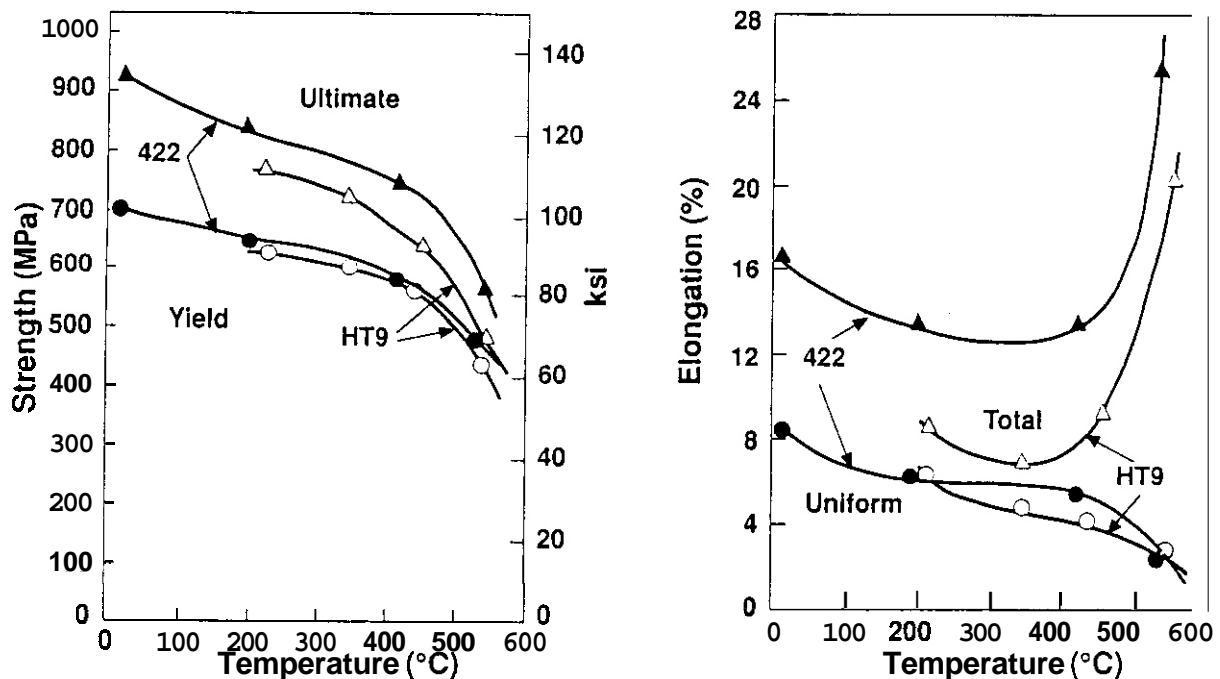 1000
900
800
700
600
500
400
300
200
100
0
Strength (MPa)
Ultimate
422
Yield
HT9
140
120
100
80
60
40
20
0
ksi
0 100 200 300 400 500 600
Temperature (°C)
28
24
20
16
12
8
4
0
Elongation (%)
422
Total
HT9
Uniform
0 100 200 300 400 500 600
Temperature (°C)